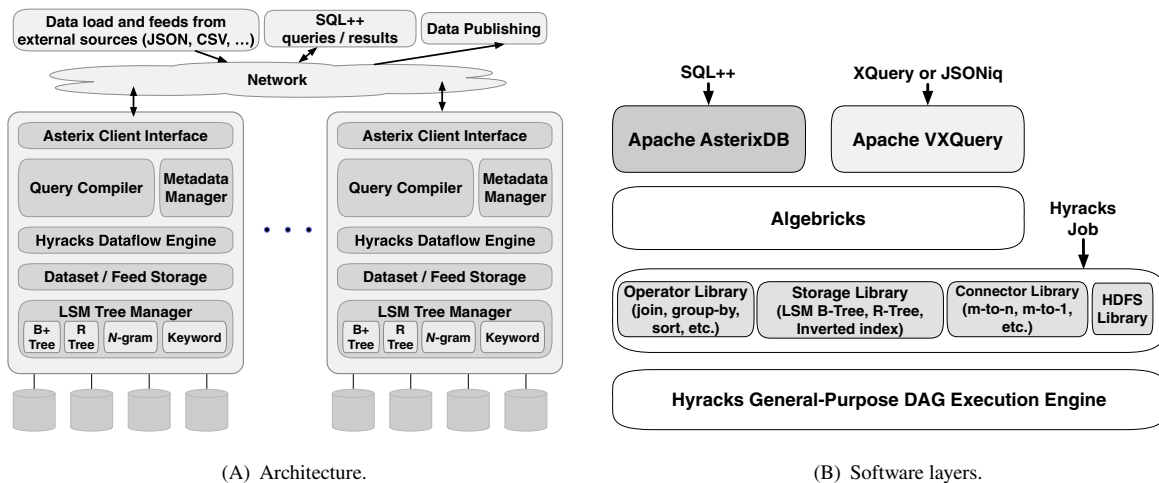 Data load and feeds from
external sources (JSON, CSV, …)
SQL++
queries / results
Data Publishing
Network
Asterix Client Interface
Query Compiler
Metadata
Manager
Hyracks Dataflow Engine
Dataset / Feed Storage
LSM Tree Manager
B+
Tree
R
Tree
N-gram
Keyword
• • •
Asterix Client Interface
Query Compiler
Metadata
Manager
Hyracks Dataflow Engine
Dataset / Feed Storage
LSM Tree Manager
B+
Tree
R
Tree
N-gram
Keyword
(A) Architecture.
SQL++
XQuery or JSONiq
Apache AsterixDB
Apache VXQuery
Algebricks
Hyracks
Job
Operator Library
(join, group-by,
sort, etc.)
Storage Library
(LSM B-Tree, R-Tree,
Inverted index)
Connector Library
(m-to-n, m-to-1,
etc.)
HDFS
Library
Hyracks General-Purpose DAG Execution Engine
(B) Software layers.